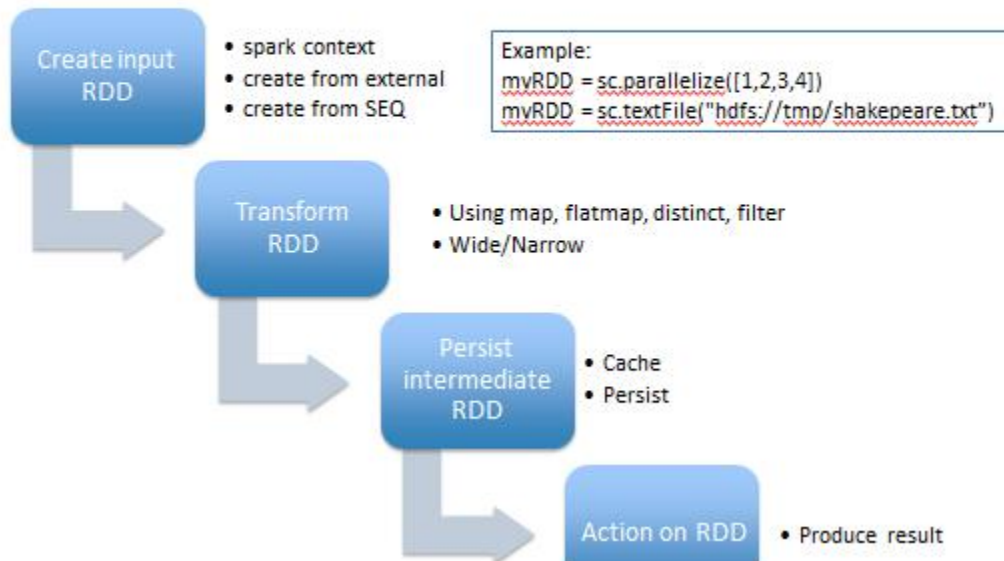 Create input
RDD
• spark context
• create from external
• create from SEQ
Example:
myRDD = sc.parallelize([1,2,3,4])
myRDD = sc.textFile("hdfs://tmp/shakepeare.txt")
Transform
RDD
• Using map, flatmap, distinct, filter
• Wide/Narrow
Persist
intermediate
RDD
• Cache
• Persist
Action on RDD
• Produce result